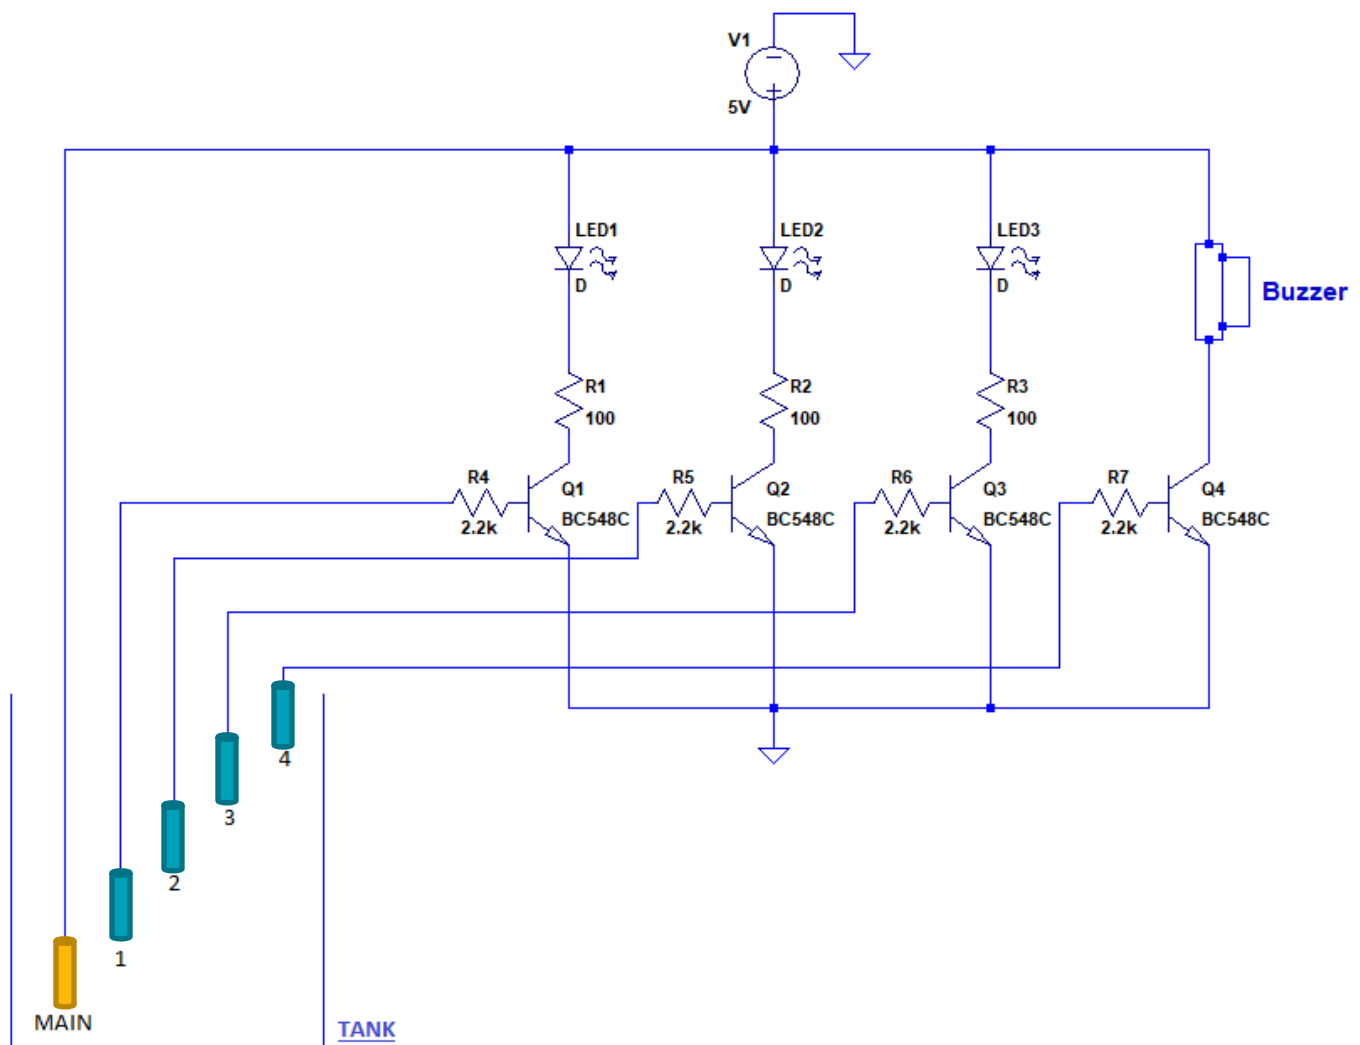 V1
5V
LED1
D
LED2
D
LED3
D
Buzzer
R1
100
R2
100
R3
100
R4
2.2k
Q1
BC548C
R5
2.2k
Q2
BC548C
R6
2.2k
Q3
BC548C
R7
2.2k
Q4
BC548C
4
3
2
1
MAIN
TANK